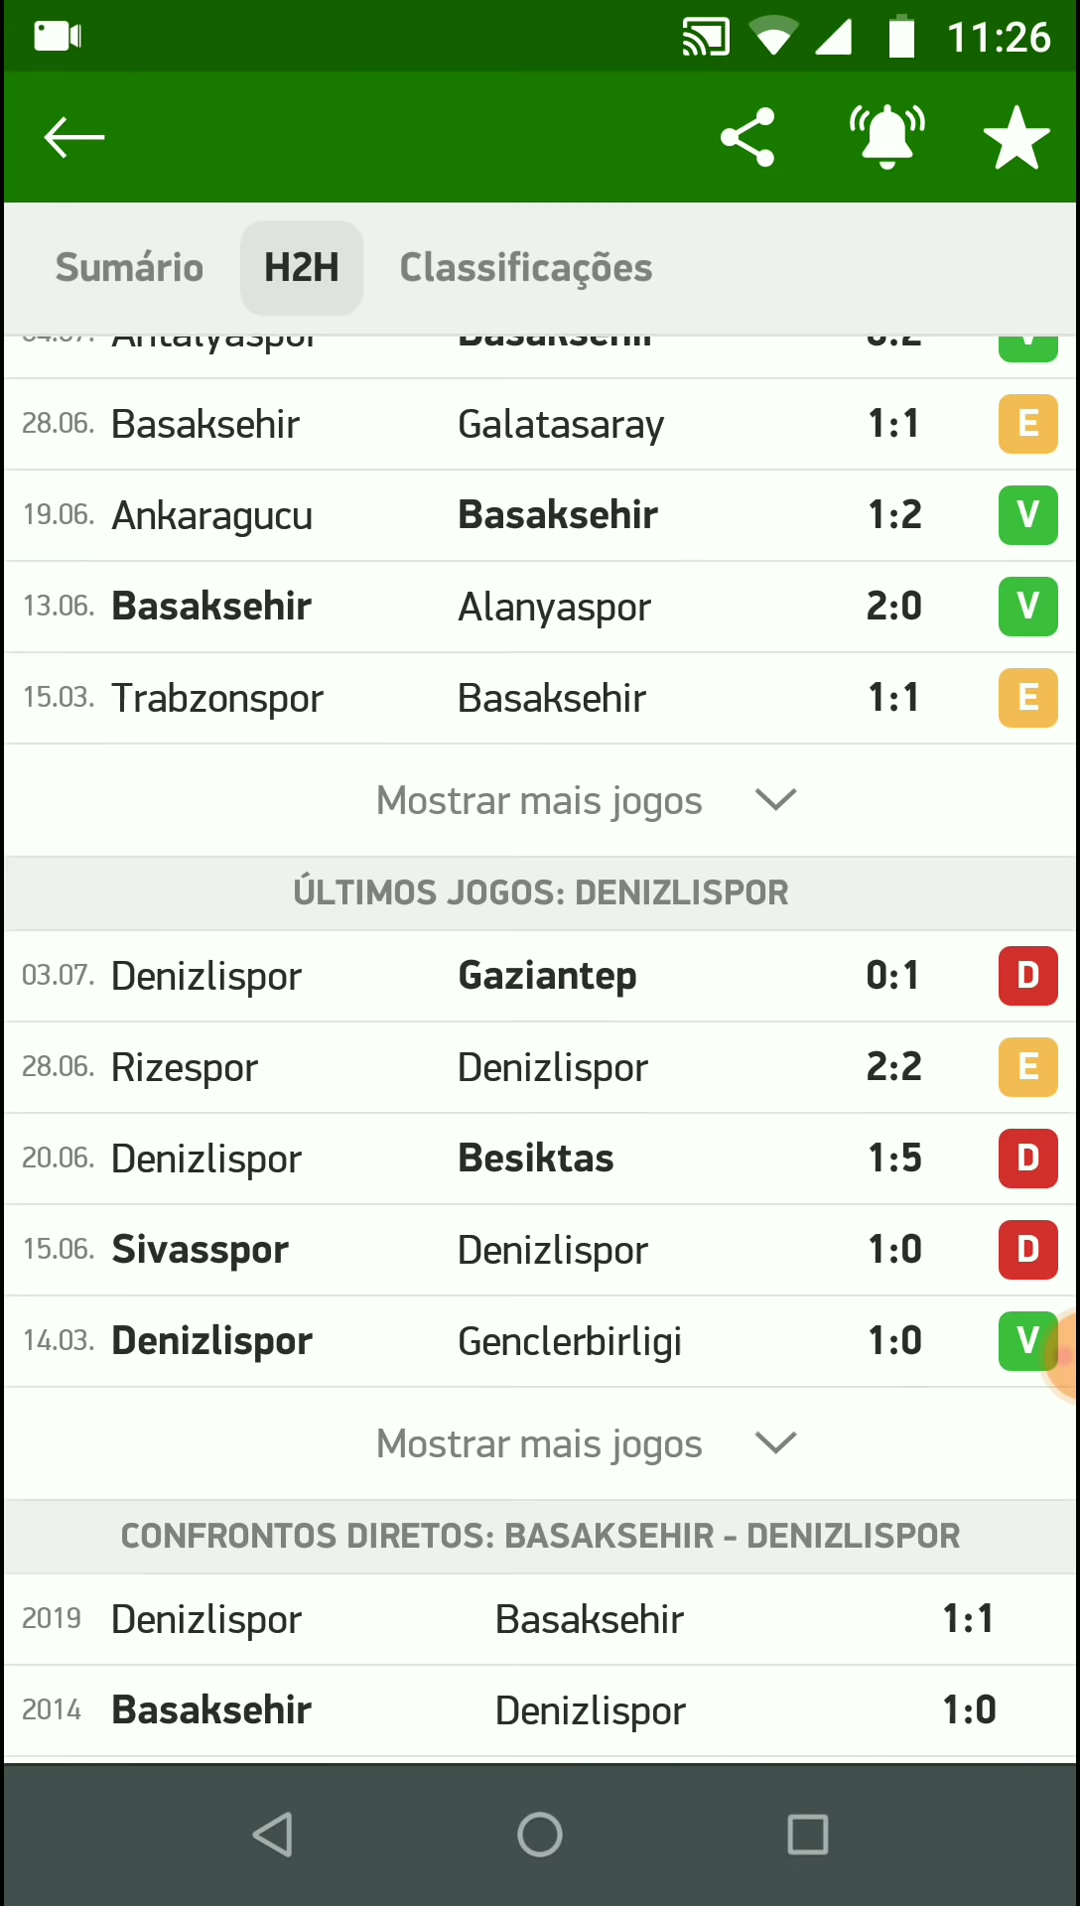 11:26
Sumário H2H Classificações
Antalyaspor Basaksehir 0:2 V
28.06. Basaksehir Galatasaray 1:1 E
19.06. Ankaragucu Basaksehir 1:2 V
13.06. Basaksehir Alanyaspor 2:0 V
15.03. Trabzonspor Basaksehir 1:1 E
Mostrar mais jogos
ÚLTIMOS JOGOS: DENIZLISPOR
03.07. Denizlispor Gaziantep 0:1 D
28.06. Rizespor Denizlispor 2:2 E
20.06. Denizlispor Besiktas 1:5 D
15.06. Sivasspor Denizlispor 1:0 D
14.03. Denizlispor Genclerbirligi 1:0 V
Mostrar mais jogos
CONFRONTOS DIRETOS: BASAKSEHIR - DENIZLISPOR
2019 Denizlispor Basaksehir 1:1
2014 Basaksehir Denizlispor 1:0